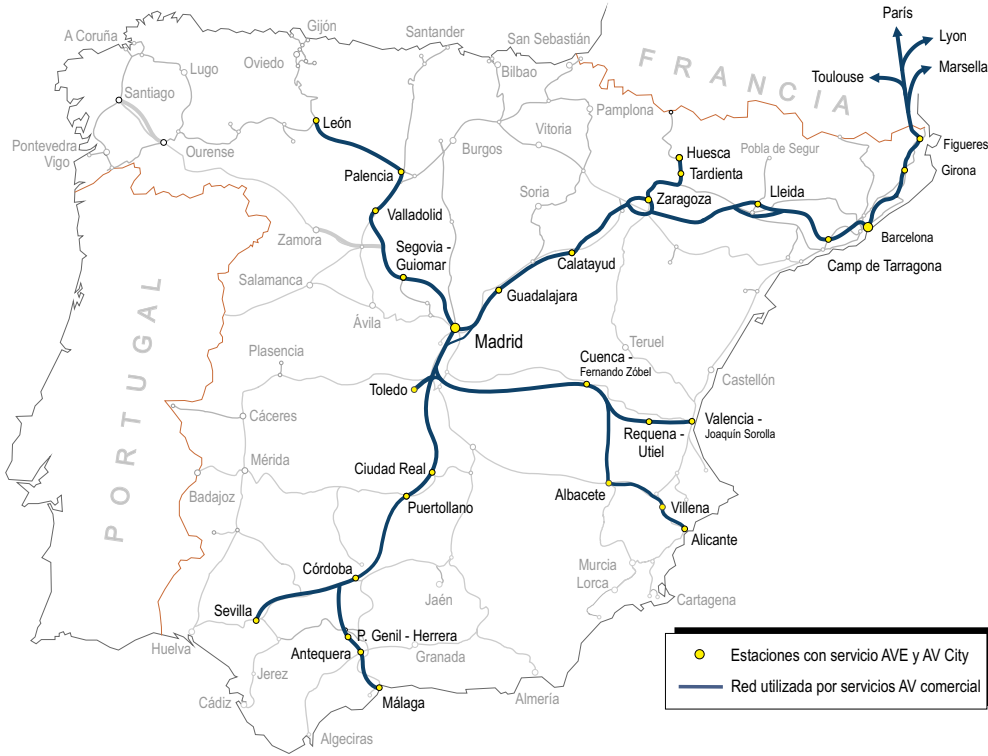 París
Gijón
Santander
A Coruña
Lyon
San Sebastián
Oviedo
Bilbao
FRANCIA
Marsella
Lugo
Toulouse
Santiago
Pamplona
León
Vitoria
Figueres
Pontevedra
Vigo
Ourense
Burgos
Pobla de Segur
Huesca
Tardienta
Girona
Palencia
Soria
Lleida
Zaragoza
Valladolid
Zamora
Barcelona
Segovia -
Guiomar
Calatayud
Camp de Tarragona
Salamanca
Guadalajara
Ávila
PORTUGAL
Madrid
Teruel
Plasencia
Cuenca -
Fernando Zóbel
Castellón
Toledo
Cáceres
Valencia -
Joaquín Sorolla
Requena -
Utiel
Mérida
Ciudad Real
Badajoz
Albacete
Villena
Puertollano
Alicante
Córdoba
Murcia
Lorca
Jaén
Cartagena
Sevilla
P. Genil - Herrera
Huelva
Antequera
Granada
Jerez
Cádiz
Málaga
Almería
Algeciras
Estaciones con servicio AVE y AV City
Red utilizada por servicios AV comercial